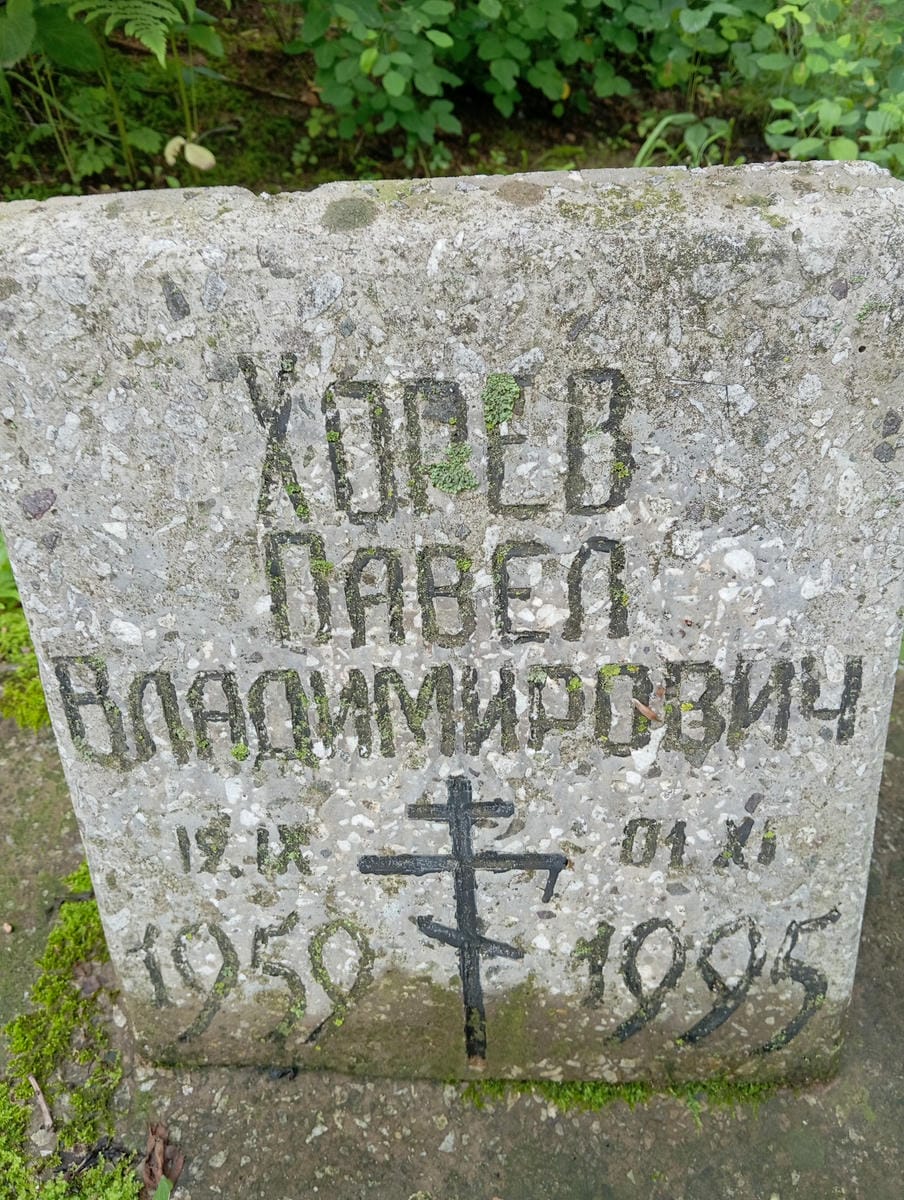 ХОРЕВ
ПАВЕЛ
ВЛАДИМИРОВИЧ
19.IX 01 XI
1959 1995